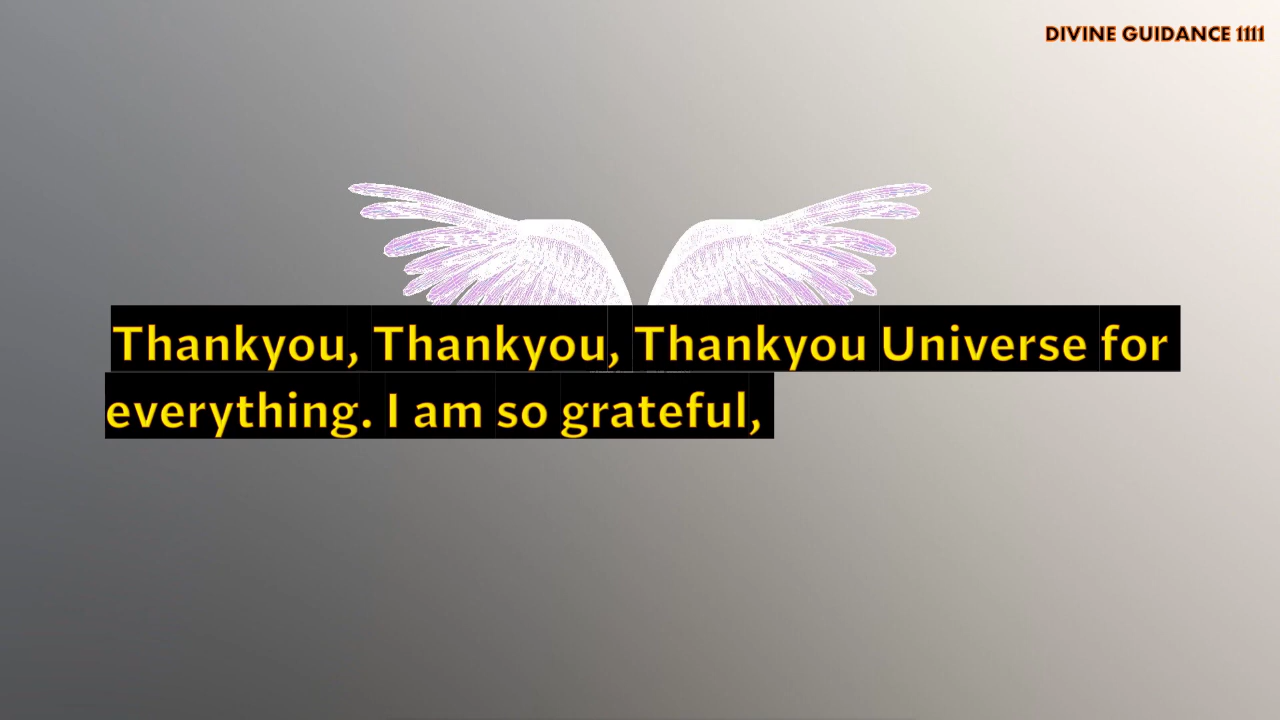 DIVINE GUIDANCE 1111
Thankyou, Thankyou, Thankyou Universe for
everything. I am so grateful,